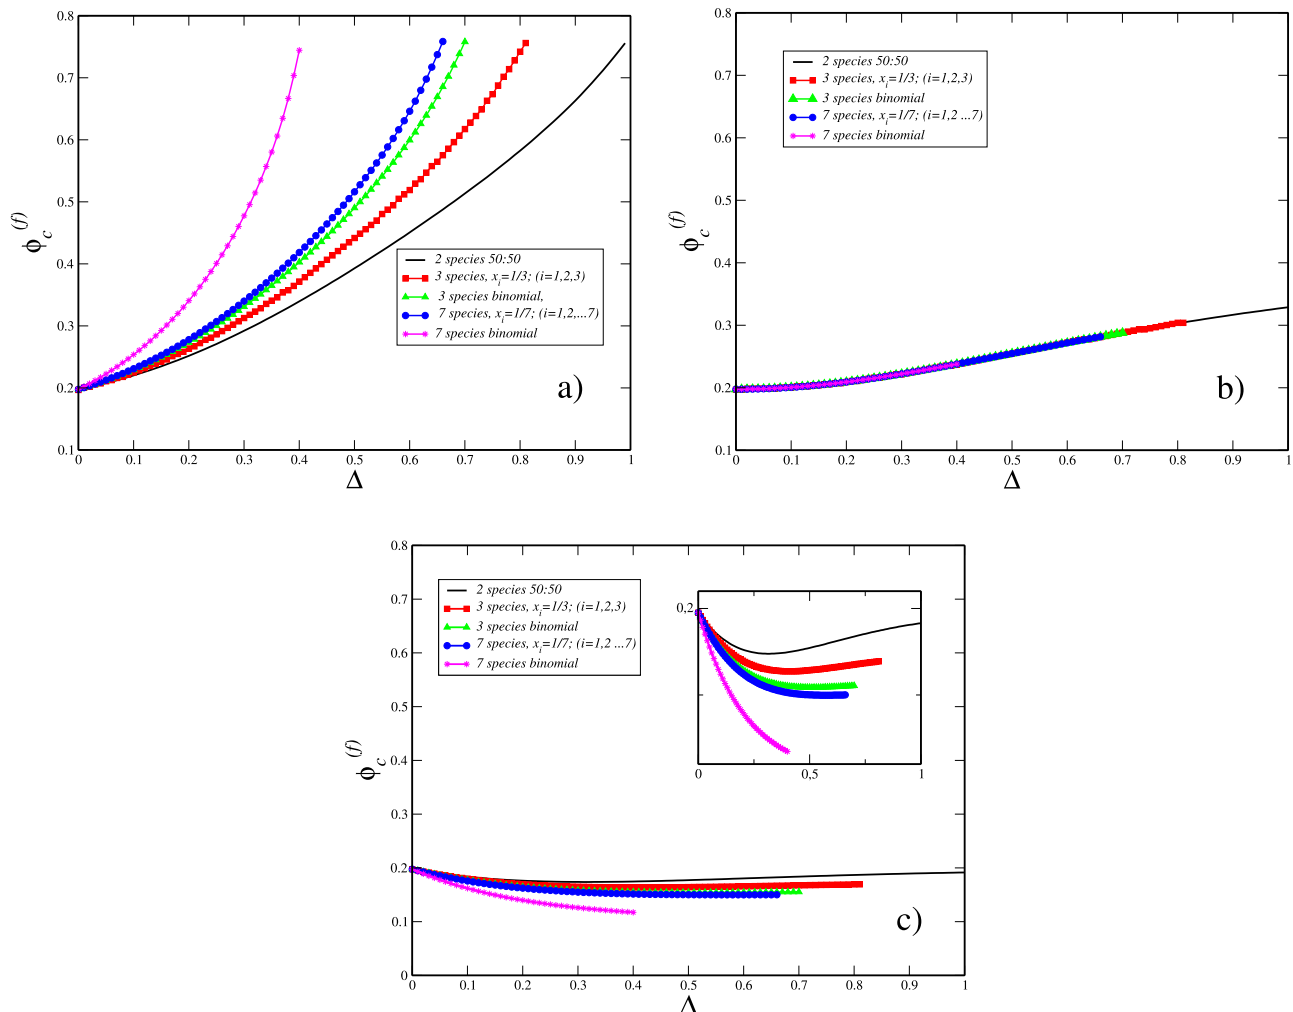 0.8
0.7
0.6
0.5
0.4
0.3
0.2
0.1
ϕc(f)
2 species 50:50
3 species, xi=1/3; (i=1,2,3)
3 species binomial,
7 species, xi=1/7; (i=1,2,...7)
7 species binomial
a)
0 0.1 0.2 0.3 0.4 0.5 0.6 0.7 0.8 0.9 1
Δ
0.8
0.7
0.6
0.5
0.4
0.3
0.2
0.1
ϕc(f)
2 species 50:50
3 species, xi=1/3; (i=1,2,3)
3 species binomial
7 species, xi=1/7; (i=1,2 ...7)
7 species binomial
b)
0 0.1 0.2 0.3 0.4 0.5 0.6 0.7 0.8 0.9 1
Δ
0.8
0.7
0.6
0.5
0.4
0.3
0.2
0.1
0
ϕc(f)
2 species 50:50
3 species, xi=1/3; (i=1,2,3)
3 species binomial
7 species, xi=1/7; (i=1,2 ...7)
7 species binomial
0,2
0 0,5 1
c)
0 0.1 0.2 0.3 0.4 0.5 0.6 0.7 0.8 0.9 1
Δ